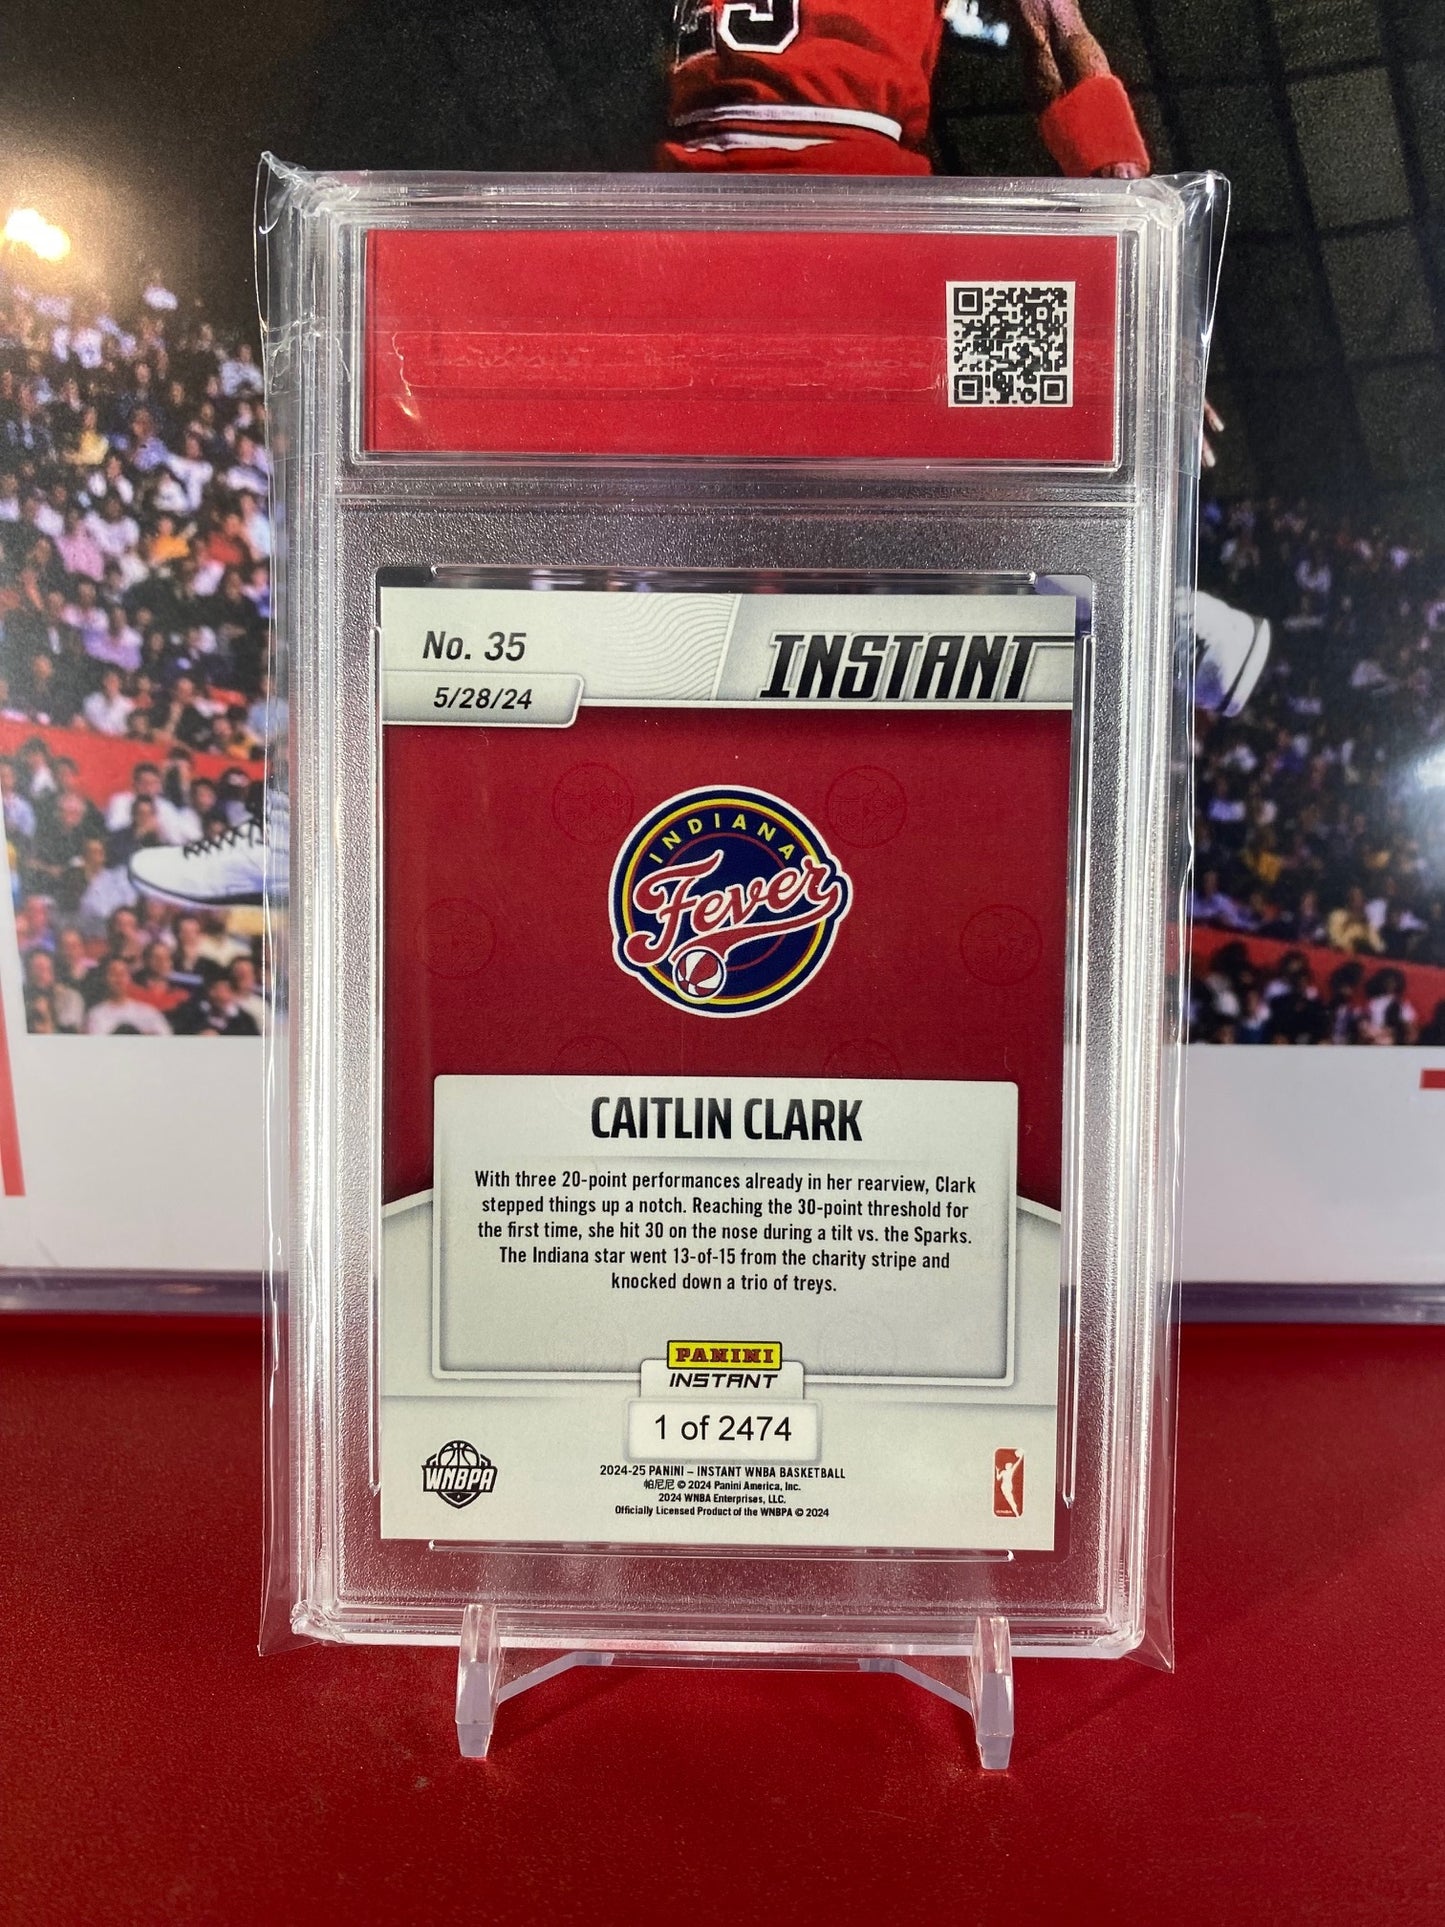 No. 35
INSTANT
5/28/24
INDIANA
Fever
CAITLIN CLARK
With three 20-point performances already in her rearview, Clark
stepped things up a notch. Reaching the 30-point threshold for
the first time, she hit 30 on the nose during a tilt vs. the Sparks.
The Indiana star went 13-of-15 from the charity stripe and
knocked down a trio of treys.
PANINI
INSTANT
1 of 2474
WNBPA
2024-25 PANINI – INSTANT WNBA BASKETBALL
帕尼尼 © 2024 Panini America, Inc.
2024 WNBA Enterprises, LLC.
Officially Licensed Product of the WNBPA © 2024
WNBA